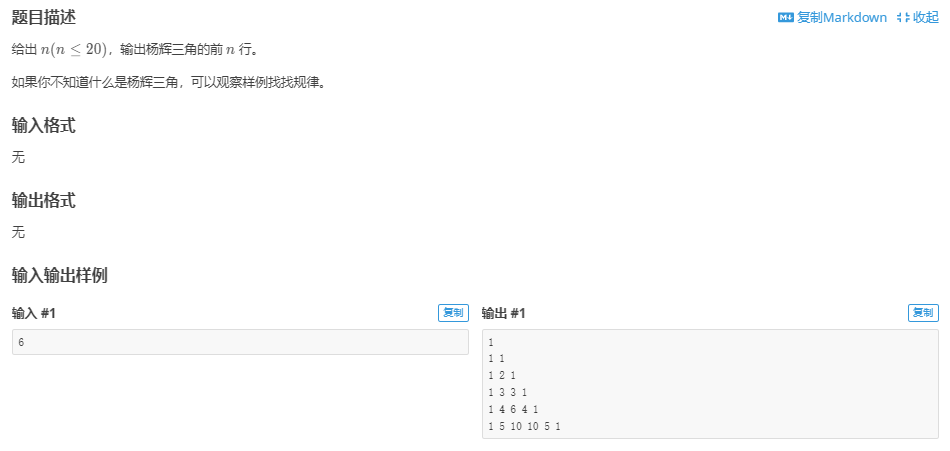 题目描述
复制Markdown 收起
给出 n(n ≤ 20)，输出杨辉三角的前 n 行。
如果你不知道什么是杨辉三角，可以观察样例找找规律。
输入格式
无
输出格式
无
输入输出样例
输入 #1
复制
6
输出 #1
复制
1
1 1
1 2 1
1 3 3 1
1 4 6 4 1
1 5 10 10 5 1